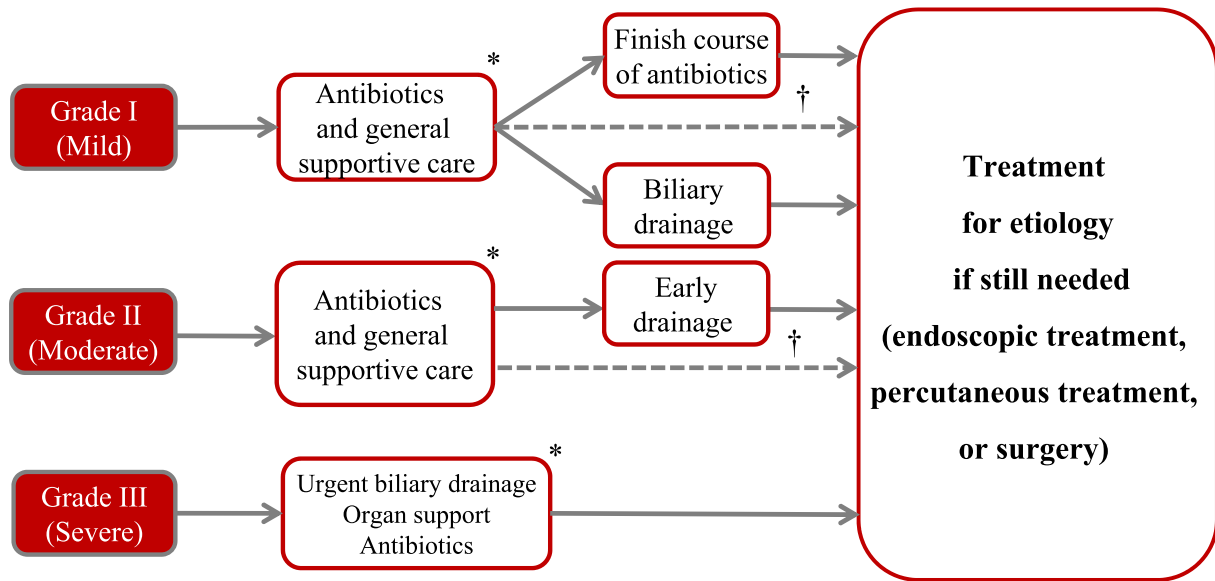 Grade I
(Mild)
Antibiotics
and general
supportive care
*
Finish course
of antibiotics
†
Biliary
drainage
Grade II
(Moderate)
Antibiotics
and general
supportive care
*
Early
drainage
†
Grade III
(Severe)
Urgent biliary drainage
Organ support
Antibiotics
*
Treatment
for etiology
if still needed
(endoscopic treatment,
percutaneous treatment,
or surgery)